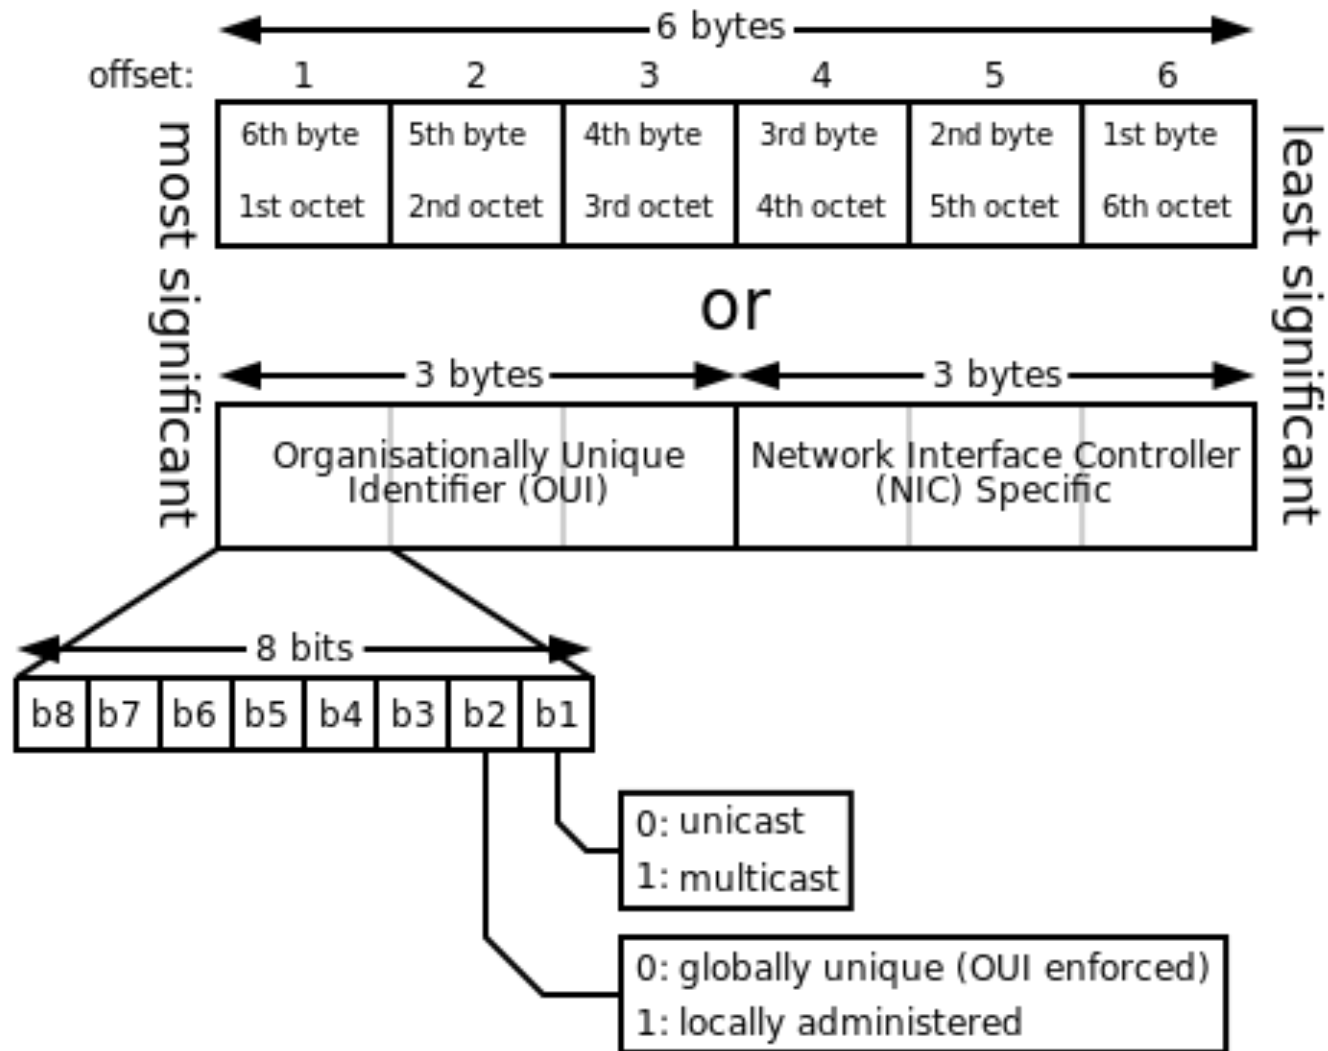 6 bytes
offset: 1 2 3 4 5 6
most significant
6th byte 5th byte 4th byte 3rd byte 2nd byte 1st byte
1st octet 2nd octet 3rd octet 4th octet 5th octet 6th octet
least significant
or
3 bytes 3 bytes
Organisationally Unique
Identifier (OUI)
Network Interface Controller
(NIC) Specific
8 bits
b8 b7 b6 b5 b4 b3 b2 b1
0: unicast
1: multicast
0: globally unique (OUI enforced)
1: locally administered